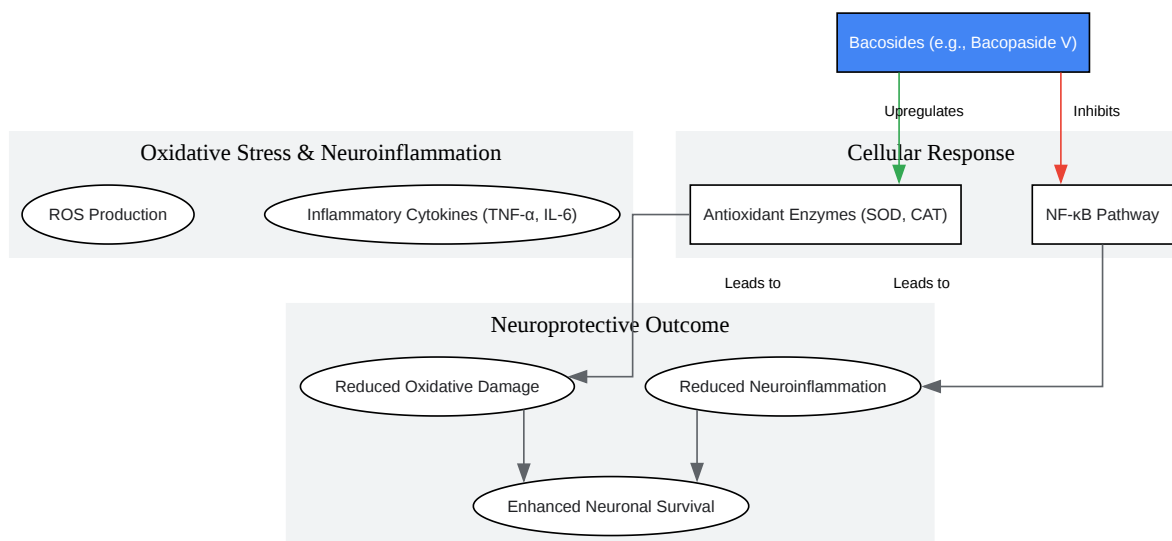 Bacosides (e.g., Bacopaside V)
Upregulates
Inhibits
Oxidative Stress & Neuroinflammation
Cellular Response
ROS Production
Inflammatory Cytokines (TNF-α, IL-6)
Antioxidant Enzymes (SOD, CAT)
NF-κB Pathway
Leads to
Leads to
Neuroprotective Outcome
Reduced Oxidative Damage
Reduced Neuroinflammation
Enhanced Neuronal Survival